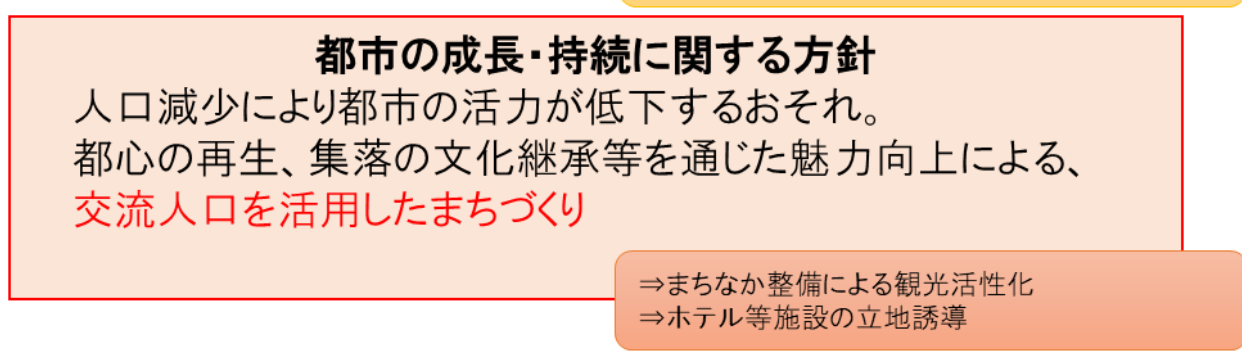 都市の成長・持続に関する方針
人口減少により都市の活力が低下するおそれ。
都心の再生、集落の文化継承等を通じた魅力向上による、
交流人口を活用したまちづくり
⇒まちなか整備による観光活性化
⇒ホテル等施設の立地誘導